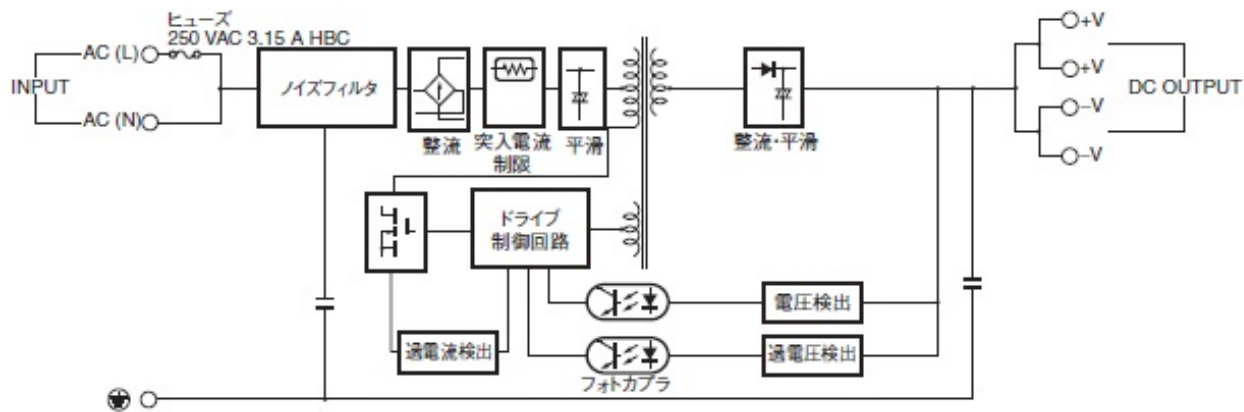 ヒューズ
250 VAC 3.15 A HBC
AC (L)
INPUT
AC (N)
ノイズフィルタ
整流
突入電流
制限
平滑
整流・平滑
+V
+V
−V
−V
DC OUTPUT
ドライブ
制御回路
過電流検出
電圧検出
過電圧検出
フォトカプラ